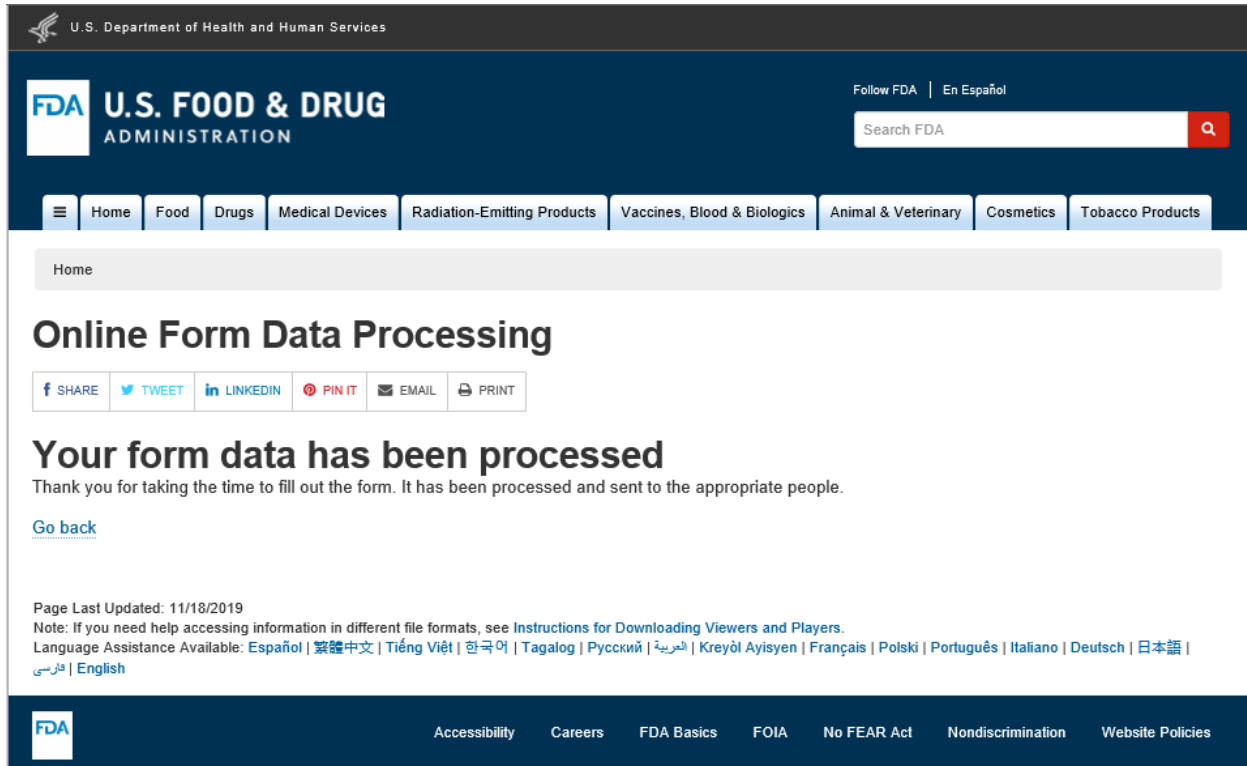 U.S. Department of Health and Human Services
FDA U.S. FOOD & DRUG
ADMINISTRATION
Follow FDA | En Español
Search FDA
☰ Home Food Drugs Medical Devices Radiation-Emitting Products Vaccines, Blood & Biologics Animal & Veterinary Cosmetics Tobacco Products
Home
Online Form Data Processing
f SHARE TWEET in LINKEDIN PIN IT EMAIL PRINT
Your form data has been processed
Thank you for taking the time to fill out the form. It has been processed and sent to the appropriate people.
Go back
Page Last Updated: 11/18/2019
Note: If you need help accessing information in different file formats, see Instructions for Downloading Viewers and Players.
Language Assistance Available: Español | 繁體中文 | Tiếng Việt | 한국어 | Tagalog | Русский | العربية | Kreyòl Ayisyen | Français | Polski | Português | Italiano | Deutsch | 日本語 |
فارسی | English
FDA Accessibility Careers FDA Basics FOIA No FEAR Act Nondiscrimination Website Policies